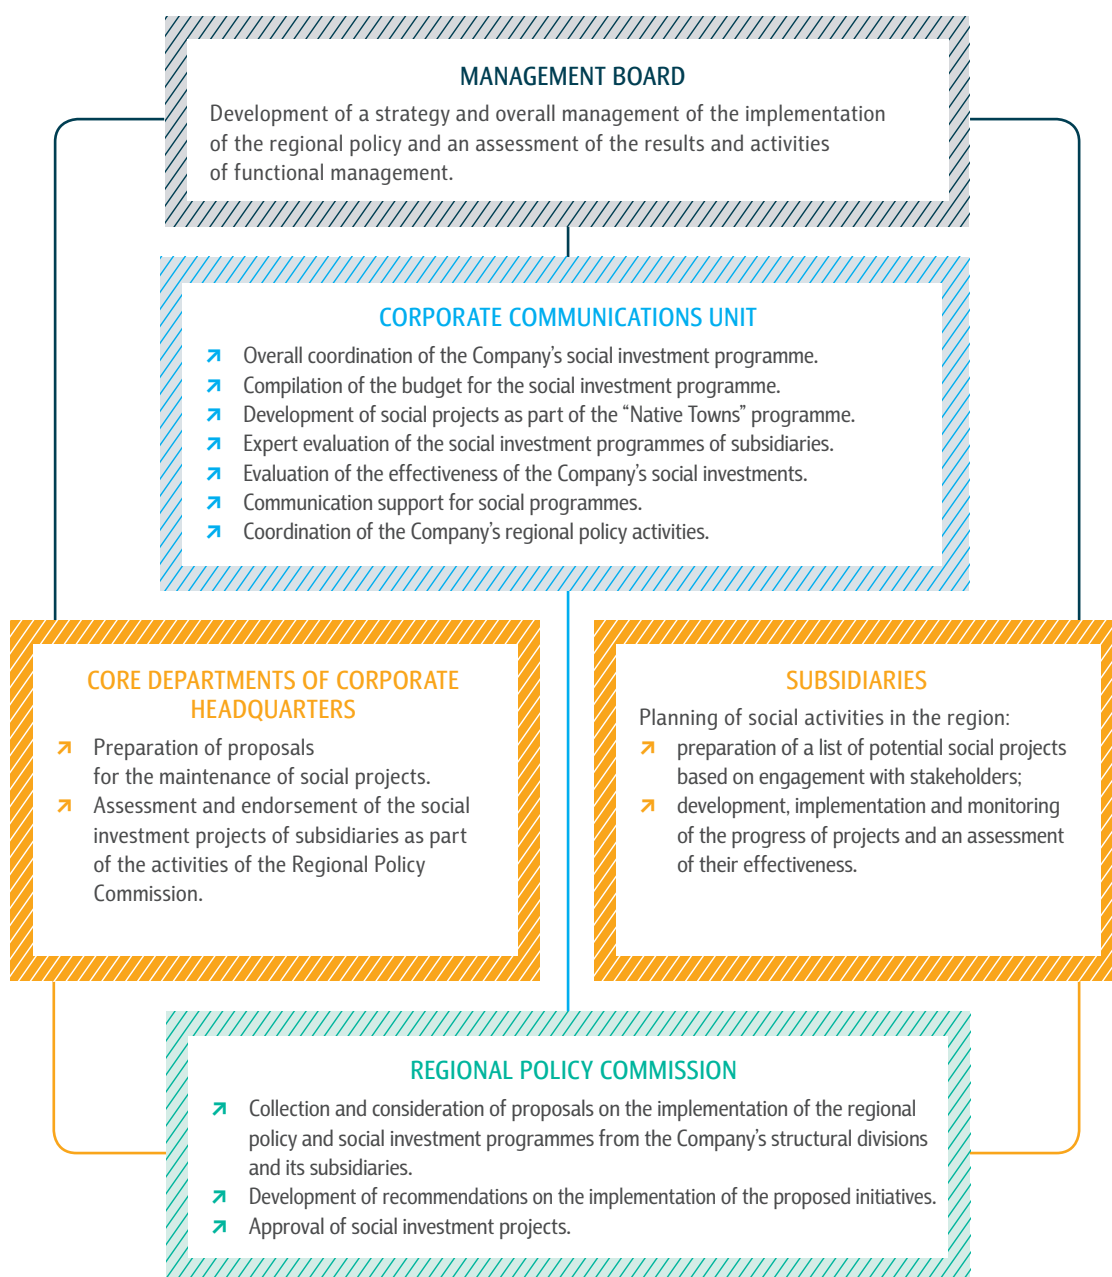 MANAGEMENT BOARD
Development of a strategy and overall management of the implementation
of the regional policy and an assessment of the results and activities
of functional management.
CORPORATE COMMUNICATIONS UNIT
Overall coordination of the Company’s social investment programme.
Compilation of the budget for the social investment programme.
Development of social projects as part of the “Native Towns” programme.
Expert evaluation of the social investment programmes of subsidiaries.
Evaluation of the effectiveness of the Company’s social investments.
Communication support for social programmes.
Coordination of the Company’s regional policy activities.
CORE DEPARTMENTS OF CORPORATE
HEADQUARTERS
Preparation of proposals
for the maintenance of social projects.
Assessment and endorsement of the social
investment projects of subsidiaries as part
of the activities of the Regional Policy
Commission.
SUBSIDIARIES
Planning of social activities in the region:
preparation of a list of potential social projects
based on engagement with stakeholders;
development, implementation and monitoring
of the progress of projects and an assessment
of their effectiveness.
REGIONAL POLICY COMMISSION
Collection and consideration of proposals on the implementation of the regional
policy and social investment programmes from the Company’s structural divisions
and its subsidiaries.
Development of recommendations on the implementation of the proposed initiatives.
Approval of social investment projects.